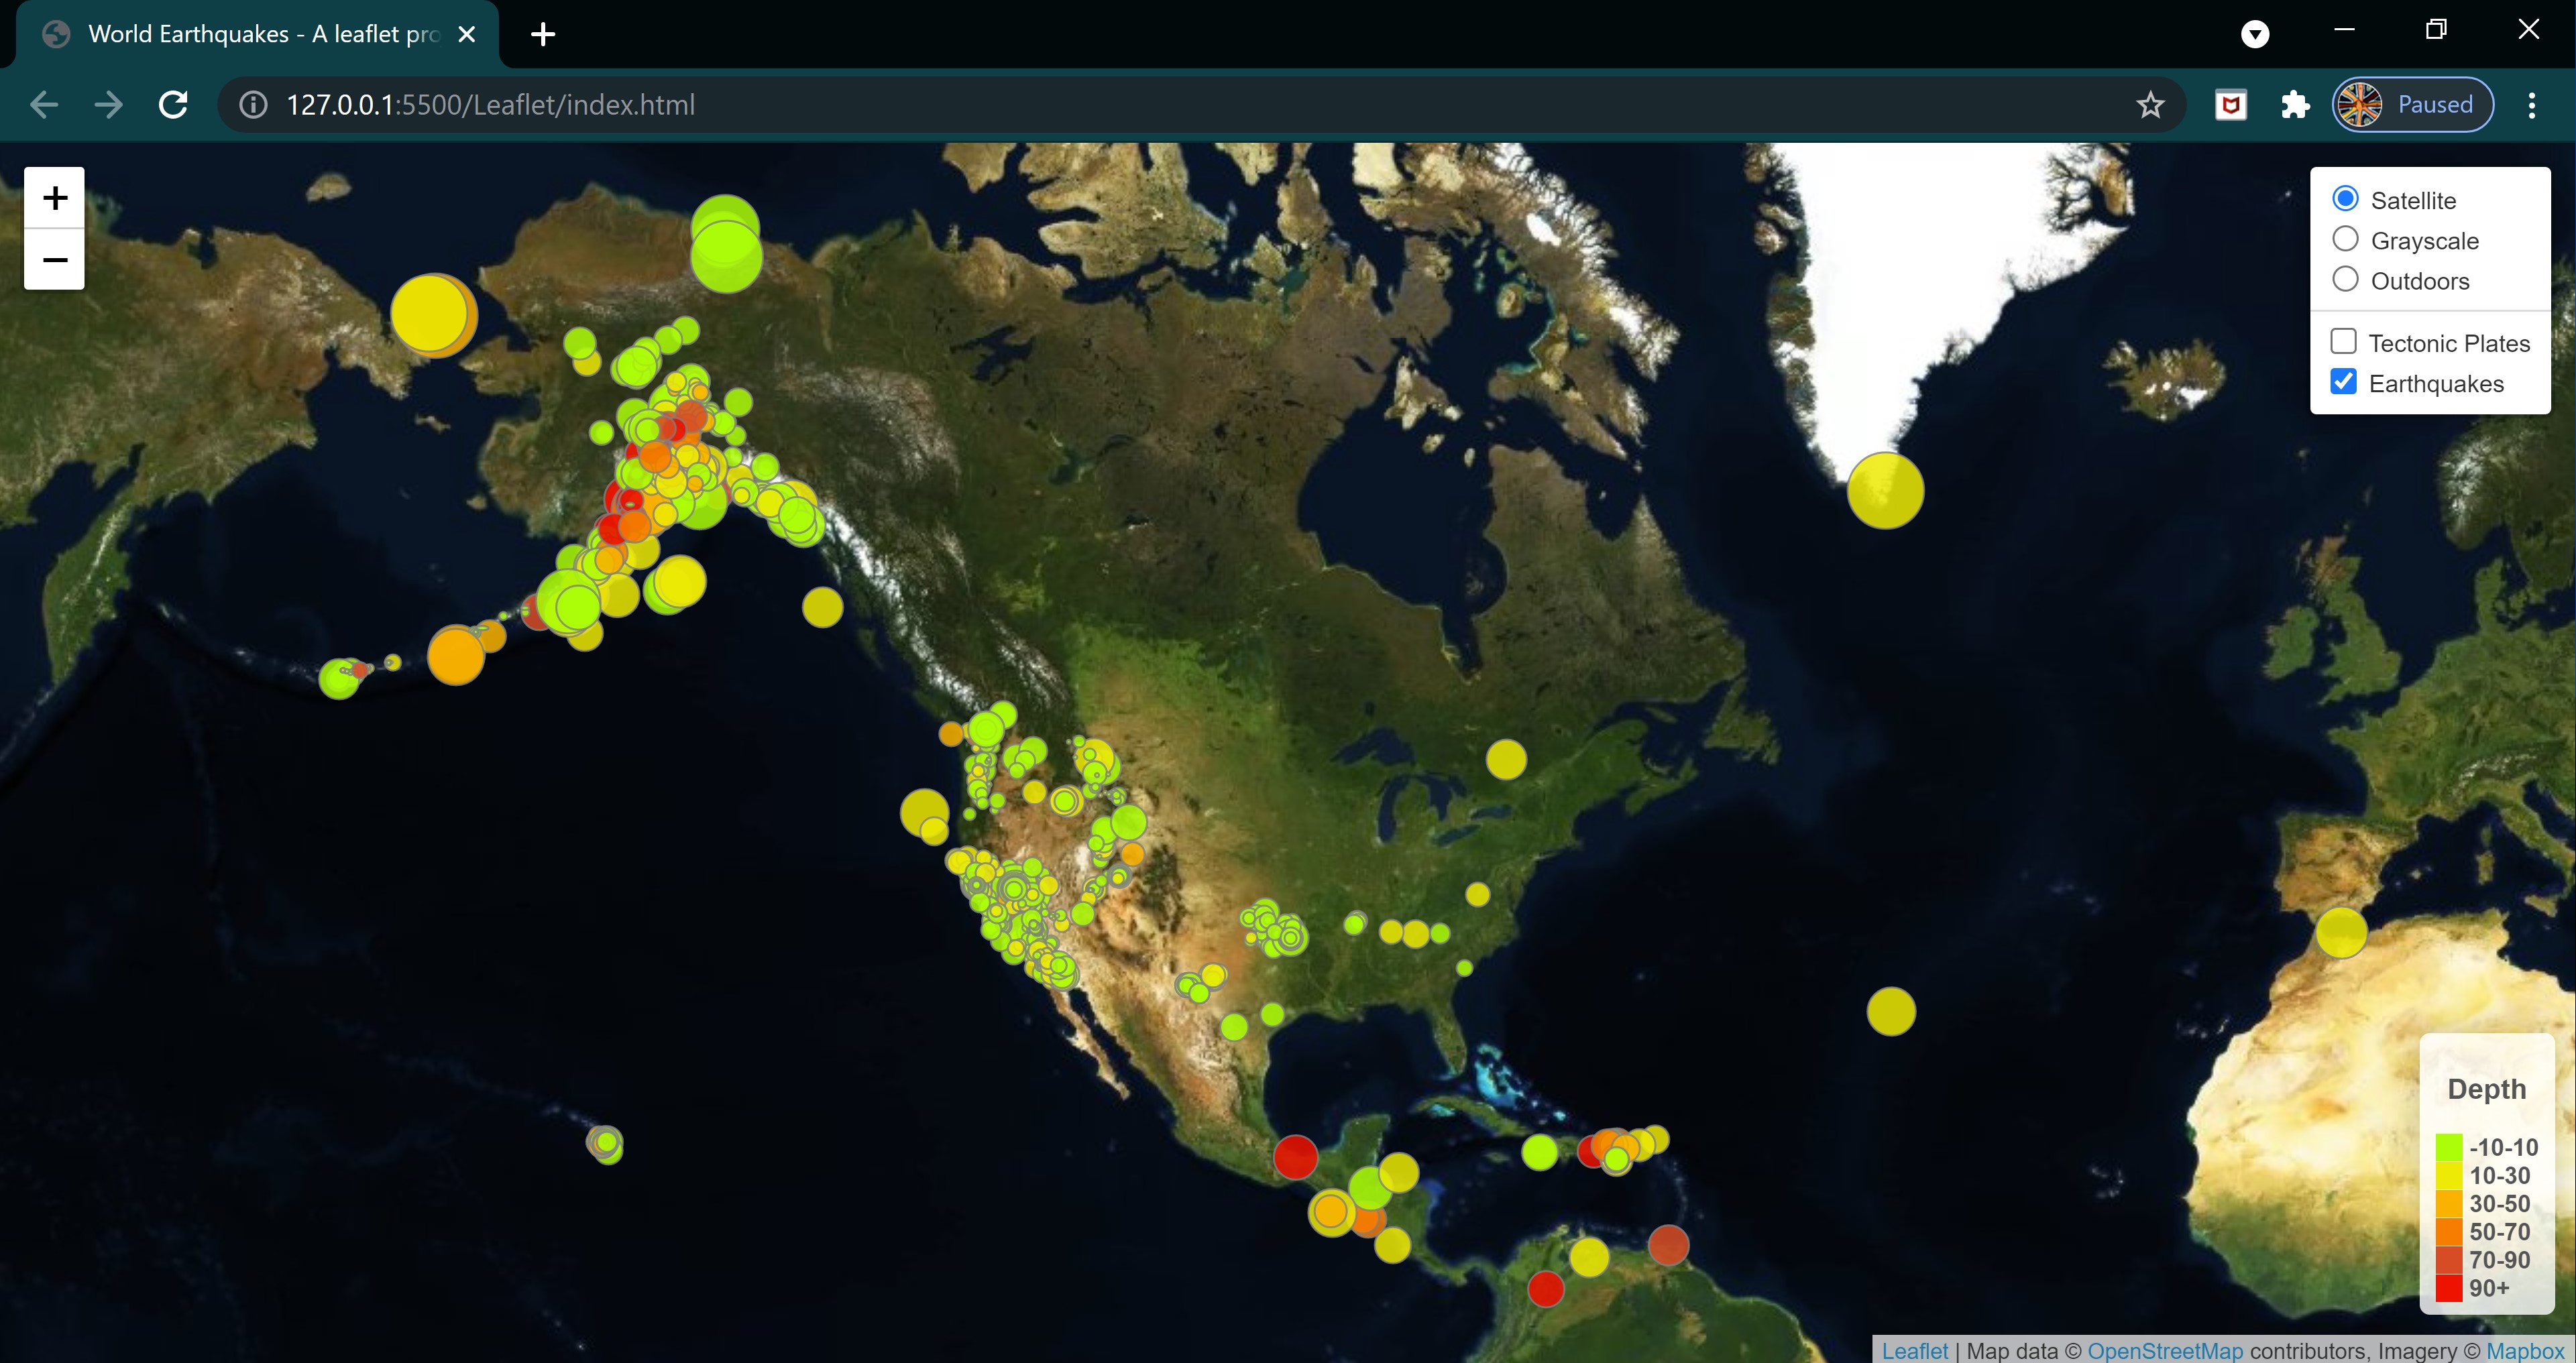 World Earthquakes - A leaflet pro
127.0.0.1:5500/Leaflet/index.html
Paused
+
−
Satellite
Grayscale
Outdoors
Tectonic Plates
Earthquakes
Depth
-10-10
10-30
30-50
50-70
70-90
90+
Leaflet | Map data © OpenStreetMap contributors, Imagery © Mapbox